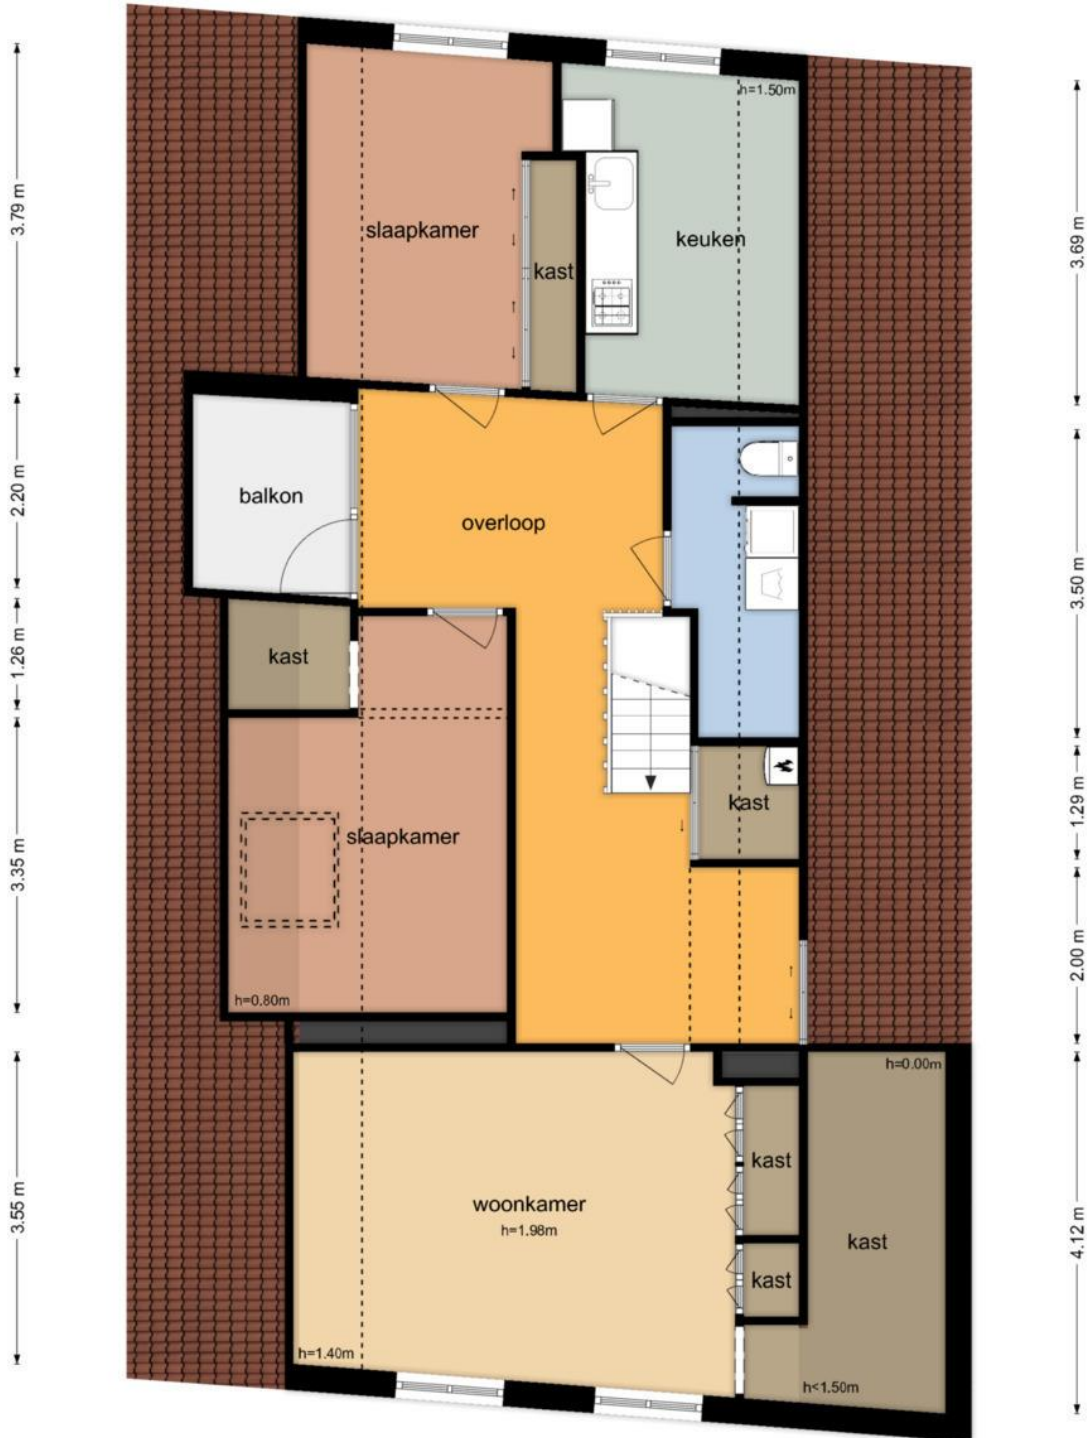 h=1.50m
3.79 m
3.69 m
slaapkamer
keuken
kast
2.20 m
balkon
overloop
3.50 m
1.26 m
kast
kast
1.29 m
slaapkamer
3.35 m
2.00 m
h=0.80m
h=0.00m
kast
3.55 m
woonkamer
h=1.98m
4.12 m
kast
kast
h=1.40m
h<1.50m